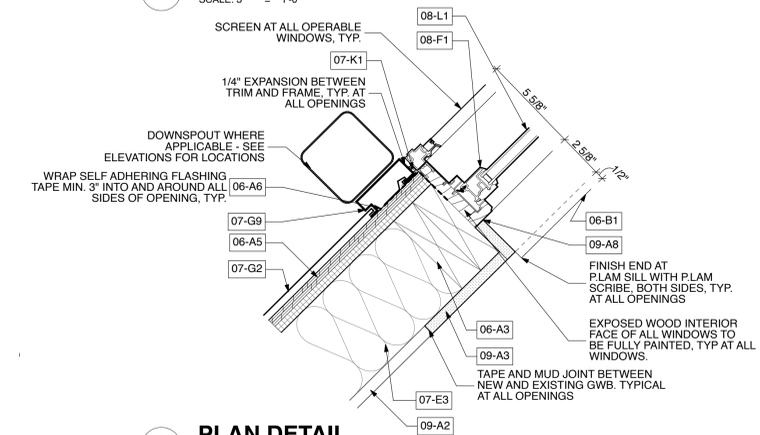 SCREEN AT ALL OPERABLE
WINDOWS, TYP.
07-K1
1/4" EXPANSION BETWEEN
TRIM AND FRAME, TYP. AT
ALL OPENINGS
DOWNSPOUT WHERE
APPLICABLE - SEE
ELEVATIONS FOR LOCATIONS
WRAP SELF ADHERING FLASHING
TAPE MIN. 3" INTO AND AROUND ALL
SIDES OF OPENING, TYP.
06-A6
07-G9
06-A5
07-G2
08-L1
08-F1
5 5/8"
2 5/8"
1/2"
06-B1
09-A8
FINISH END AT
P.LAM SILL WITH P.LAM
SCRIBE, BOTH SIDES, TYP.
AT ALL OPENINGS
EXPOSED WOOD INTERIOR
FACE OF ALL WINDOWS TO
BE FULLY PAINTED, TYP AT ALL
WINDOWS.
06-A3
09-A3
TAPE AND MUD JOINT BETWEEN
NEW AND EXISTING GWB. TYPICAL
AT ALL OPENINGS
07-E3
09-A2
PLAN DETAIL